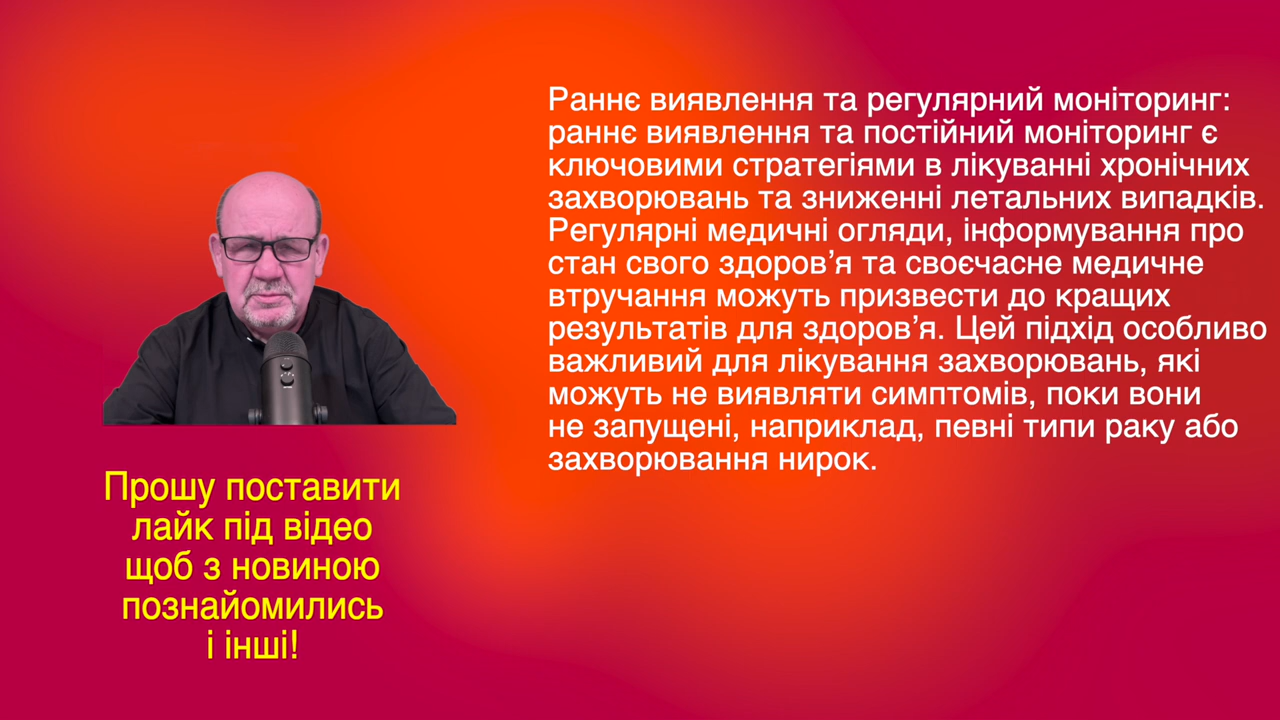 Раннє виявлення та регулярний моніторинг:
раннє виявлення та постійний моніторинг є
ключовими стратегіями в лікуванні хронічних
захворювань та зниженні летальних випадків.
Регулярні медичні огляди, інформування про
стан свого здоров’я та своєчасне медичне
втручання можуть призвести до кращих
результатів для здоров’я. Цей підхід особливо
важливий для лікування захворювань, які
можуть не виявляти симптомів, поки вони
не запущені, наприклад, певні типи раку або
захворювання нирок.
Прошу поставити
лайк під відео
щоб з новиною
познайомились
і інші!